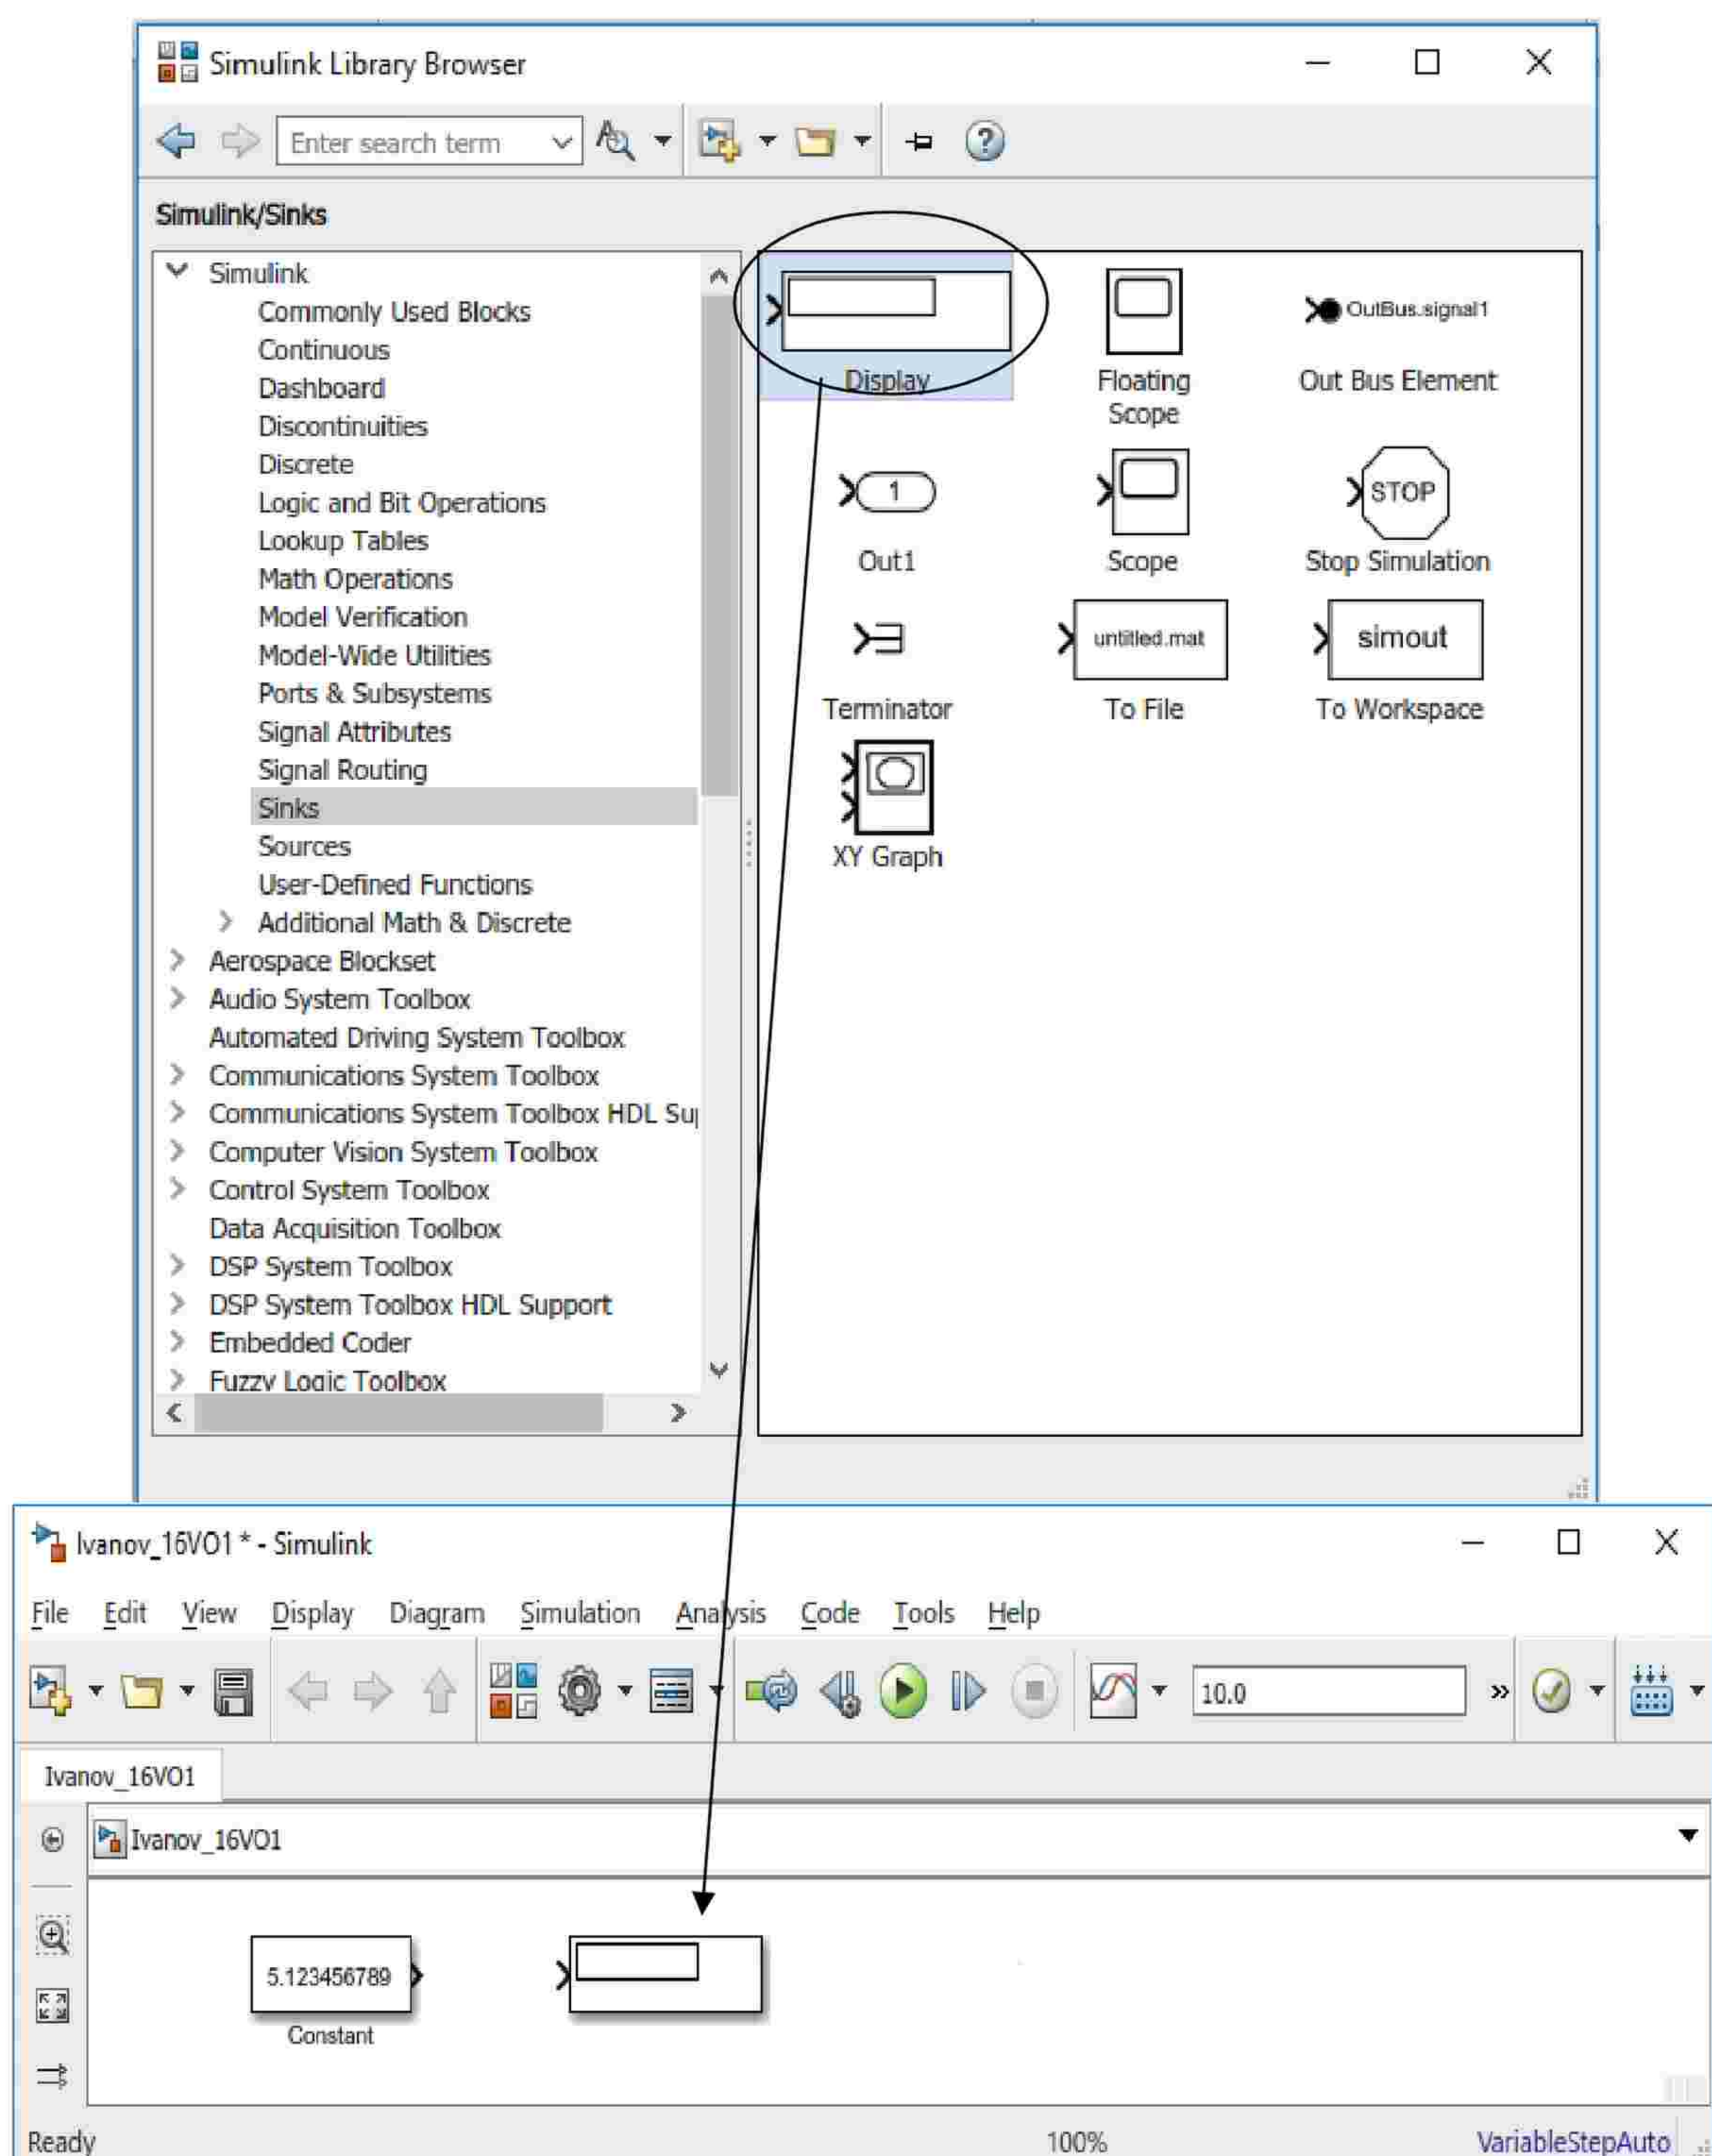 Simulink Library Browser
Enter search term
Simulink/Sinks
Simulink
Commonly Used Blocks
Continuous
Dashboard
Discontinuities
Discrete
Logic and Bit Operations
Lookup Tables
Math Operations
Model Verification
Model-Wide Utilities
Ports & Subsystems
Signal Attributes
Signal Routing
Sinks
Sources
User-Defined Functions
Additional Math & Discrete
Aerospace Blockset
Audio System Toolbox
Automated Driving System Toolbox
Communications System Toolbox
Communications System Toolbox HDL Su
Computer Vision System Toolbox
Control System Toolbox
Data Acquisition Toolbox
DSP System Toolbox
DSP System Toolbox HDL Support
Embedded Coder
Fuzzy Logic Toolbox
Display
Floating
Scope
OutBus.signal1
Out Bus Element
1
Out1
Scope
STOP
Stop Simulation
Terminator
untitled.mat
To File
simout
To Workspace
XY Graph
Ivanov_16VO1 * - Simulink
File Edit View Display Diagram Simulation Analysis Code Tools Help
10.0
Ivanov_16VO1
Ivanov_16VO1
5.123456789
Constant
Ready 100% VariableStepAuto